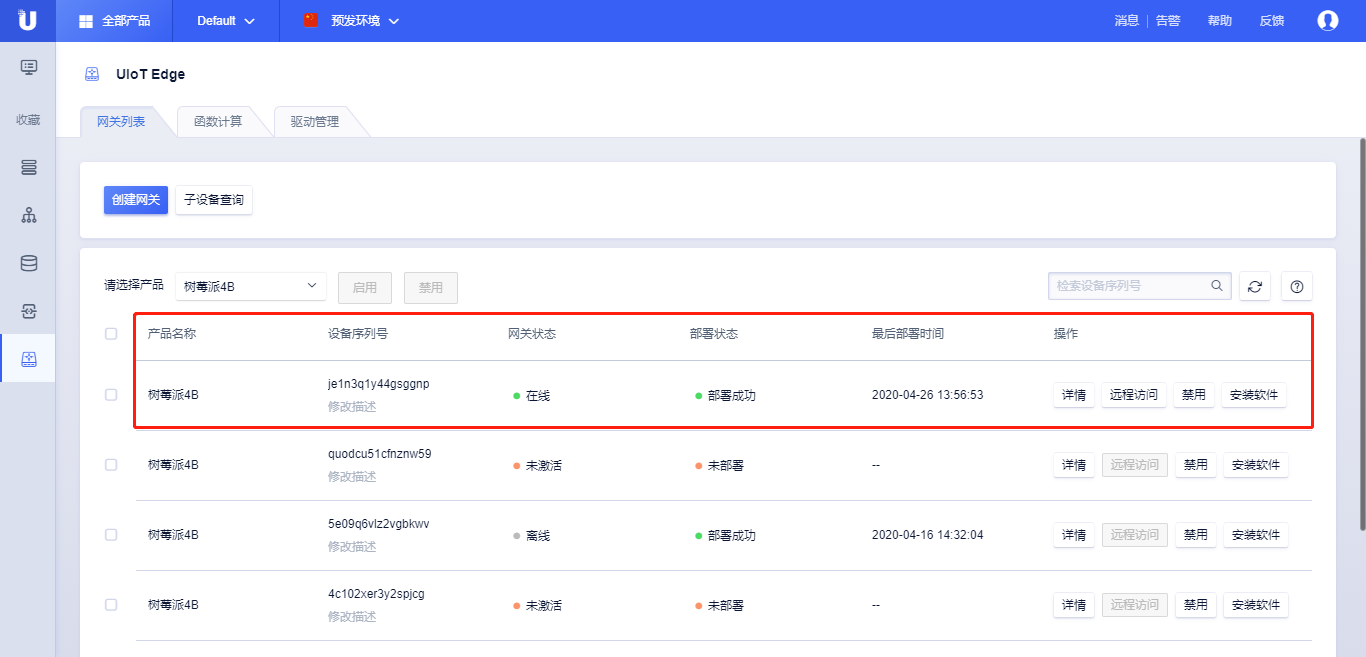 U 全部产品 Default 预发环境 消息 告警 帮助 反馈
收藏
UIoT Edge
网关列表 函数计算 驱动管理
创建网关 子设备查询
请选择产品 树莓派4B 启用 禁用 检索设备序列号
产品名称 设备序列号 网关状态 部署状态 最后部署时间 操作
树莓派4B je1n3q1y44gsggnp 在线 部署成功 2020-04-26 13:56:53 详情 远程访问 禁用 安装软件
修改描述
树莓派4B quodcu51cfnznw59 未激活 未部署 -- 详情 远程访问 禁用 安装软件
修改描述
树莓派4B 5e09q6vlz2vgbkwv 离线 部署成功 2020-04-16 14:32:04 详情 远程访问 禁用 安装软件
修改描述
树莓派4B 4c102xer3y2spjcg 未激活 未部署 -- 详情 远程访问 禁用 安装软件
修改描述